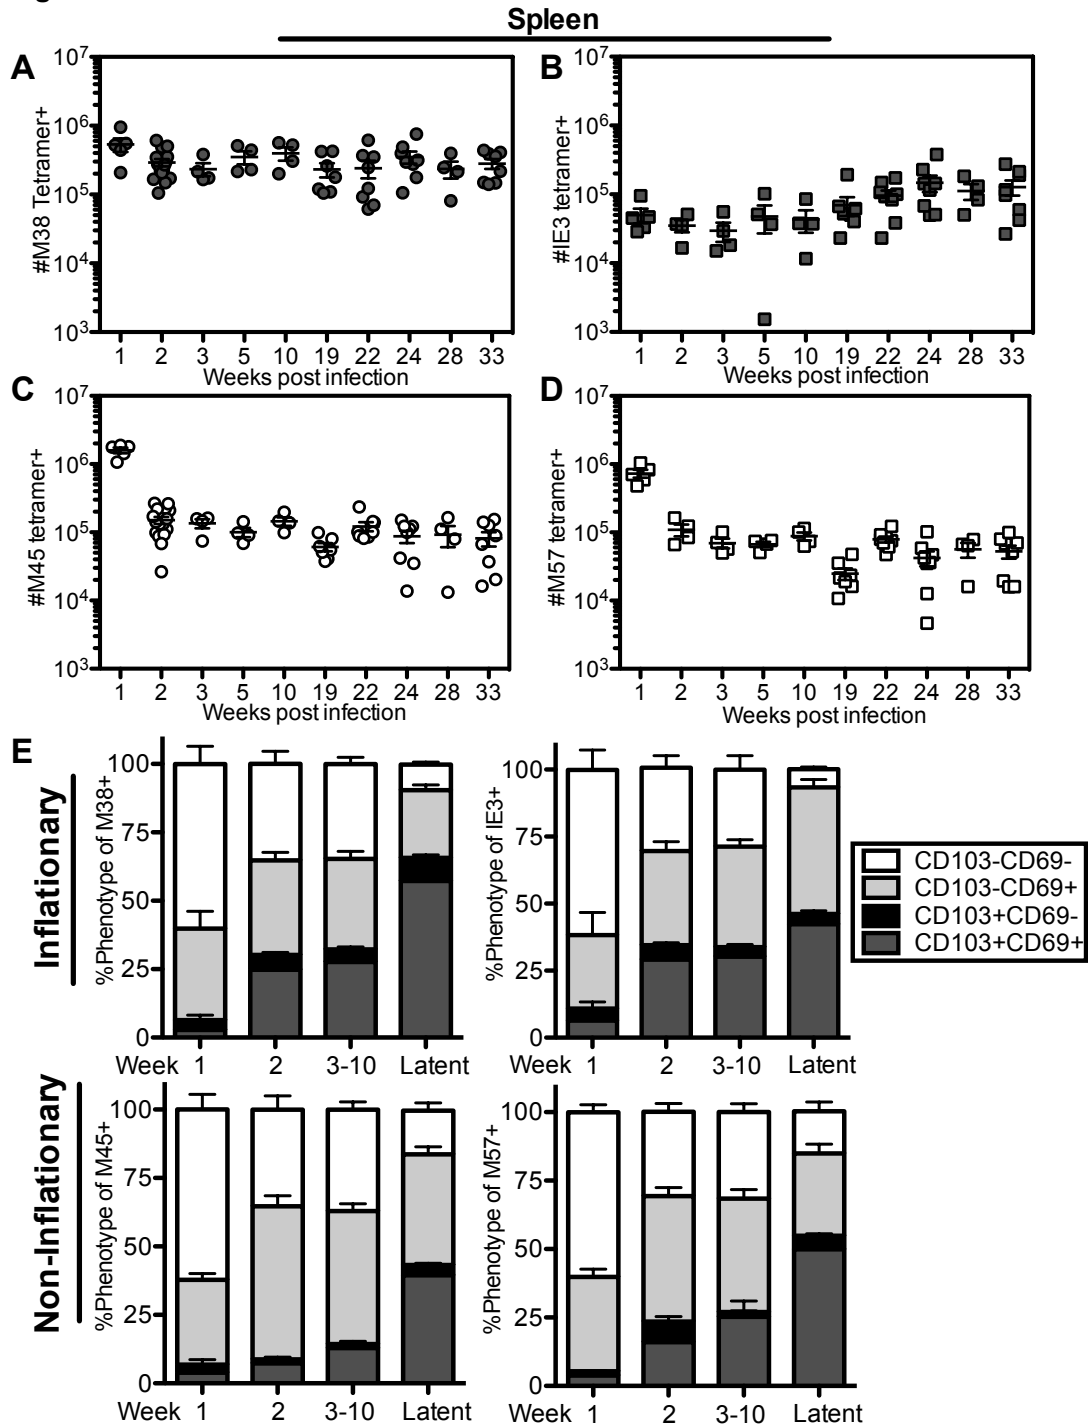 Spleen
A
#M38 Tetramer+
10^7
10^6
10^5
10^4
10^3
1 2 3 5 10 19 22 24 28 33
Weeks post infection
B
#IE3 tetramer+
10^7
10^6
10^5
10^4
10^3
1 2 3 5 10 19 22 24 28 33
Weeks post infection
C
#M45 tetramer+
10^7
10^6
10^5
10^4
10^3
1 2 3 5 10 19 22 24 28 33
Weeks post infection
D
#M57 tetramer+
10^7
10^6
10^5
10^4
10^3
1 2 3 5 10 19 22 24 28 33
Weeks post infection
E
Inflationary
%Phenotype of M38+
100
75
50
25
0
Week 1 2 3-10 Latent
%Phenotype of IE3+
100
75
50
25
0
Week 1 2 3-10 Latent
CD103-CD69-
CD103-CD69+
CD103+CD69-
CD103+CD69+
Non-Inflationary
%Phenotype of M45+
100
75
50
25
0
Week 1 2 3-10 Latent
%Phenotype of M57+
100
75
50
25
0
Week 1 2 3-10 Latent